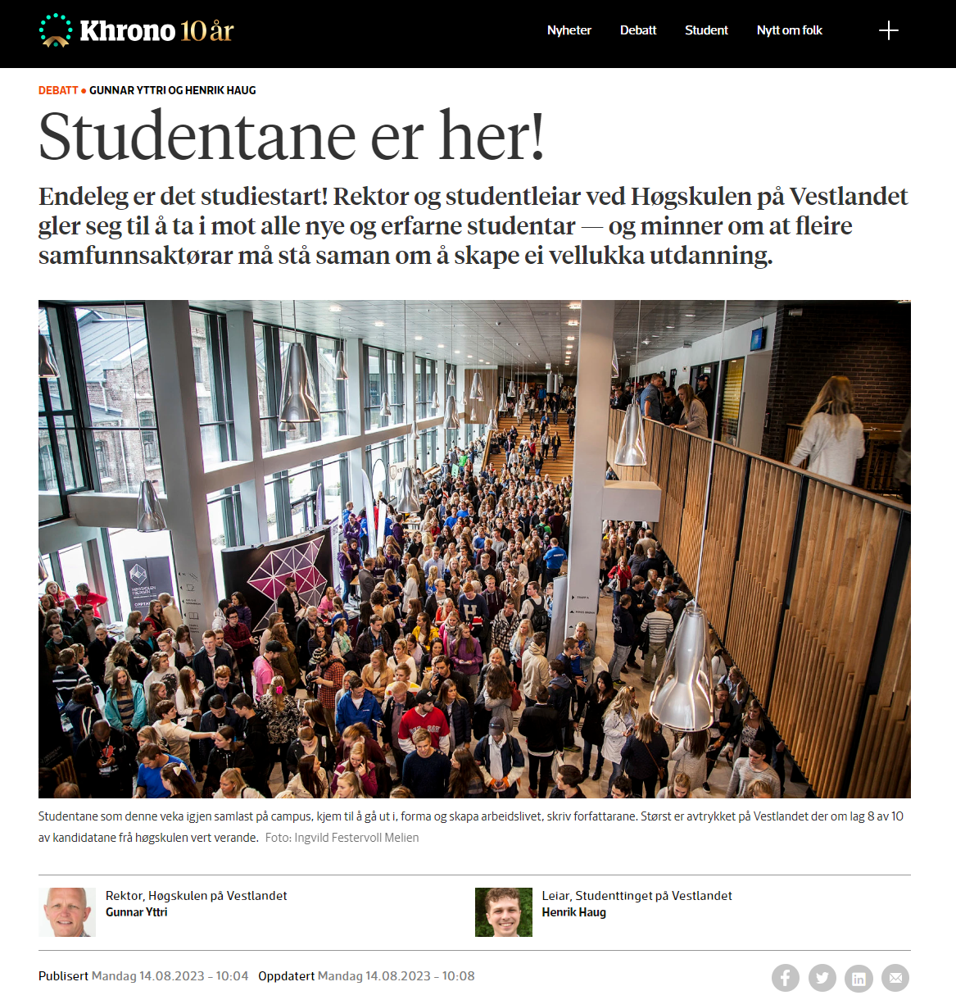 Khrono 10 år
Nyheter Debatt Student Nytt om folk
DEBATT • GUNNAR YTTRI OG HENRIK HAUG
Studentane er her!
Endeleg er det studiestart! Rektor og studentleiar ved Høgskulen på Vestlandet
gler seg til å ta i mot alle nye og erfarne studentar — og minner om at fleire
samfunnsaktørar må stå saman om å skape ei vellukka utdanning.
HØGSKOLEN
I BERGEN
H
Studentane som denne veka igjen samlast på campus, kjem til å gå ut i, forma og skapa arbeidslivet, skriv forfattarane. Størst er avtrykket på Vestlandet der om lag 8 av 10
av kandidatane frå høgskulen vert verande. Foto: Ingvild Festervoll Melien
Rektor, Høgskulen på Vestlandet
Gunnar Yttri
Leiar, Studenttinget på Vestlandet
Henrik Haug
Publisert Mandag 14.08.2023 - 10:04 Oppdatert Mandag 14.08.2023 - 10:08